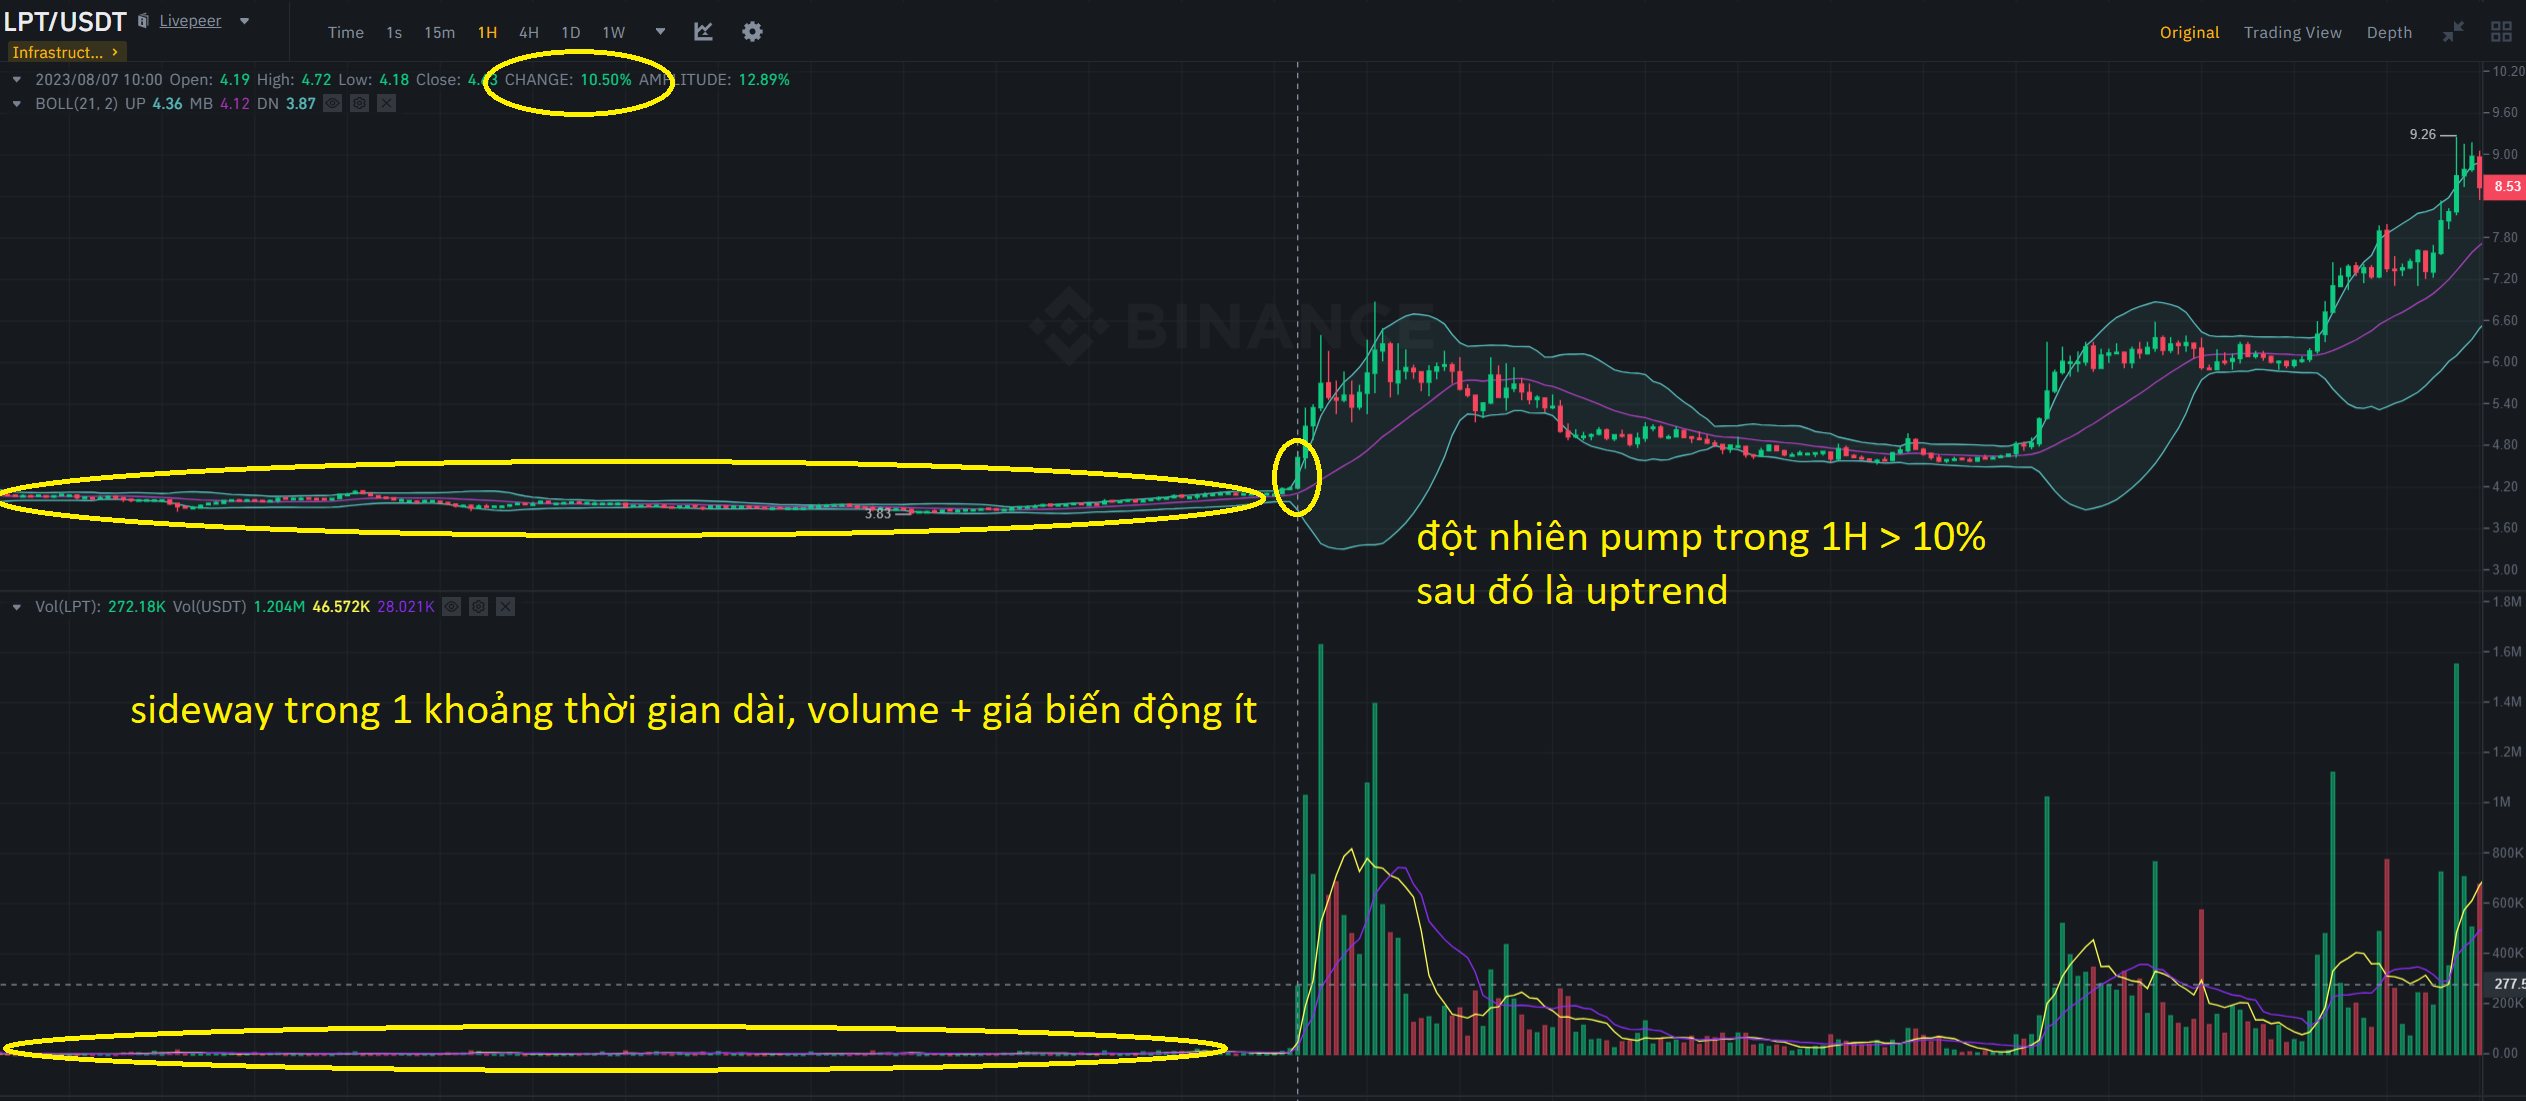 LPT/USDT Livepeer
Infrastruct... >
Time 1s 15m 1H 4H 1D 1W
Original Trading View Depth
2023/08/07 10:00 Open: 4.19 High: 4.72 Low: 4.18 Close: CHANGE: 10.50% AMPLITUDE: 12.89%
BOLL(21, 2) UP 4.36 MB 4.12 DN 3.87
10.20
9.60
9.26
9.00
8.53
7.80
7.20
BINANCE
6.60
6.00
5.40
4.80
4.20
3.83
3.60
đột nhiên pump trong 1H > 10%
3.00
sau đó là uptrend
Vol(LPT): 272.18K Vol(USDT) 1.204M 46.572K 28.021K
1.8M
1.6M
sideway trong 1 khoảng thời gian dài, volume + giá biến động ít
1.4M
1.2M
1M
800K
600K
400K
277.5
200K
0.00